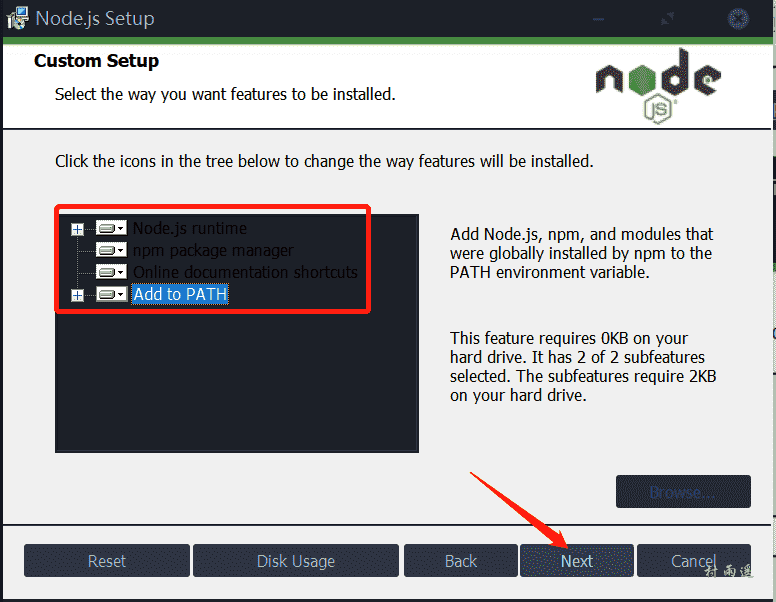 Node.js Setup
Custom Setup
Select the way you want features to be installed.
node
JS
Click the icons in the tree below to change the way features will be installed.
Node.js runtime
npm package manager
Online documentation shortcuts
Add to PATH
Add Node.js, npm, and modules that
were globally installed by npm to the
PATH environment variable.
This feature requires 0KB on your
hard drive. It has 2 of 2 subfeatures
selected. The subfeatures require 2KB
on your hard drive.
Browse...
Reset
Disk Usage
Back
Next
Cancel
村雨遥